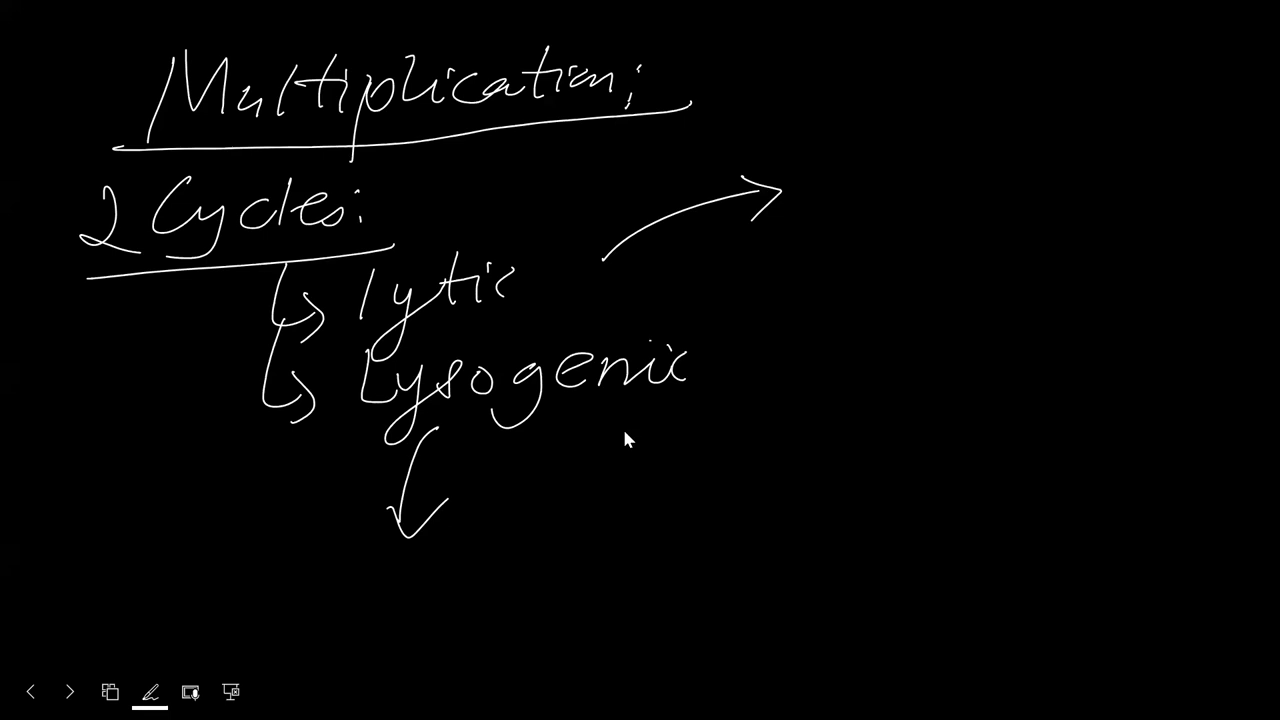 Multiplication;
2 Cycles:
↳ lytic
↳ Lysogenic